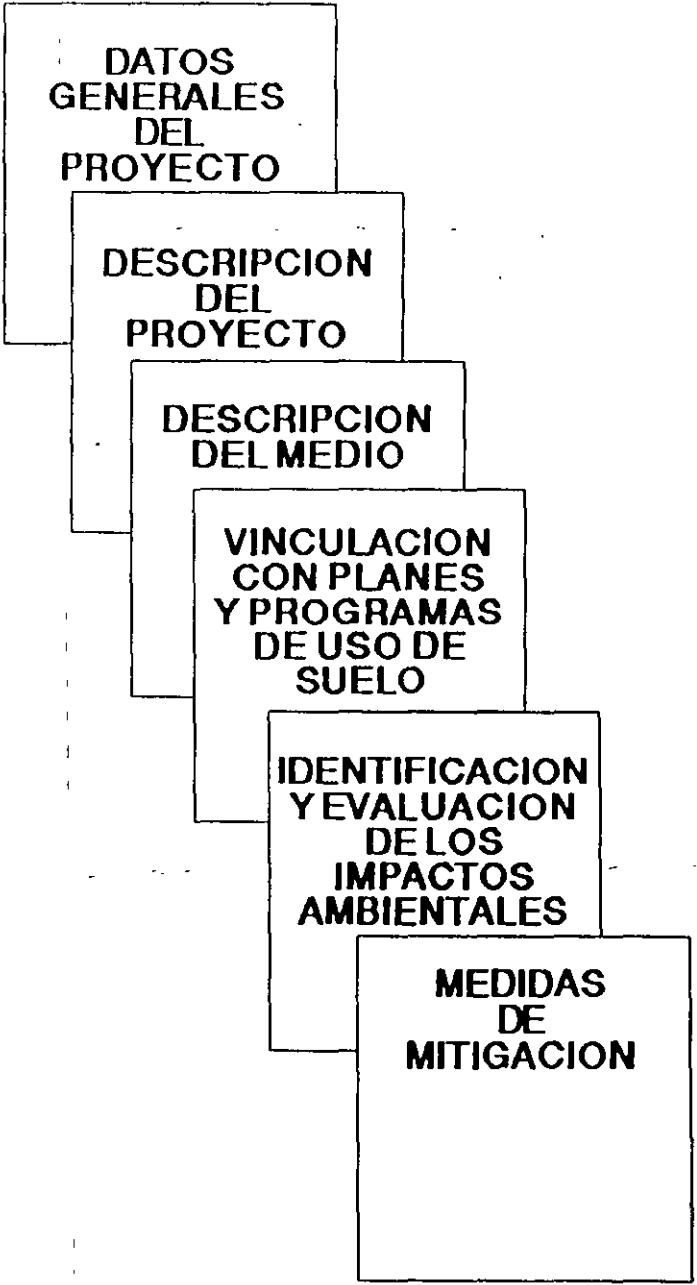 DATOS
GENERALES
DEL
PROYECTO
DESCRIPCION
DEL
PROYECTO
DESCRIPCION
DEL MEDIO
VINCULACION
CON PLANES
Y PROGRAMAS
DE USO DE
SUELO
IDENTIFICACION
Y EVALUACION
DE LOS
IMPACTOS
AMBIENTALES
MEDIDAS
DE
MITIGACION